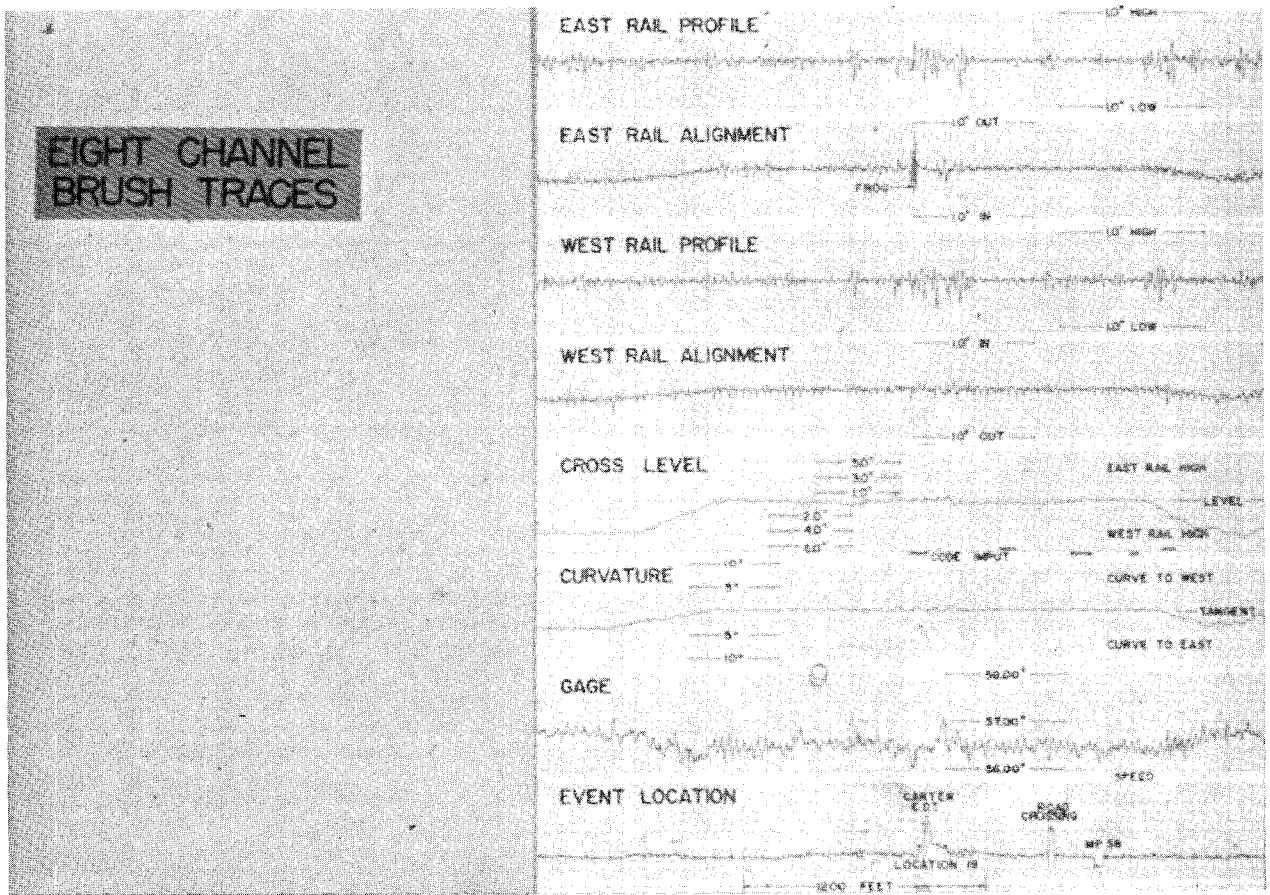 EIGHT CHANNEL
BRUSH TRACES
EAST RAIL PROFILE
1.0" HIGH
1.0" LOW
EAST RAIL ALIGNMENT
1.0" OUT
FROG
1.0" IN
WEST RAIL PROFILE
1.0" HIGH
1.0" LOW
WEST RAIL ALIGNMENT
1.0" IN
1.0" OUT
CROSS LEVEL
5.0"
3.0"
1.0"
EAST RAIL HIGH
LEVEL
2.0"
4.0"
6.0"
WEST RAIL HIGH
CODE INPUT
CURVATURE
10°
5°
CURVE TO WEST
TANGENT
5°
10°
CURVE TO EAST
GAGE
58.00"
57.00"
56.00"
SPEED
EVENT LOCATION
CARTER
ROAD
CROSSING
MP 58
LOCATION 19
1200 FEET